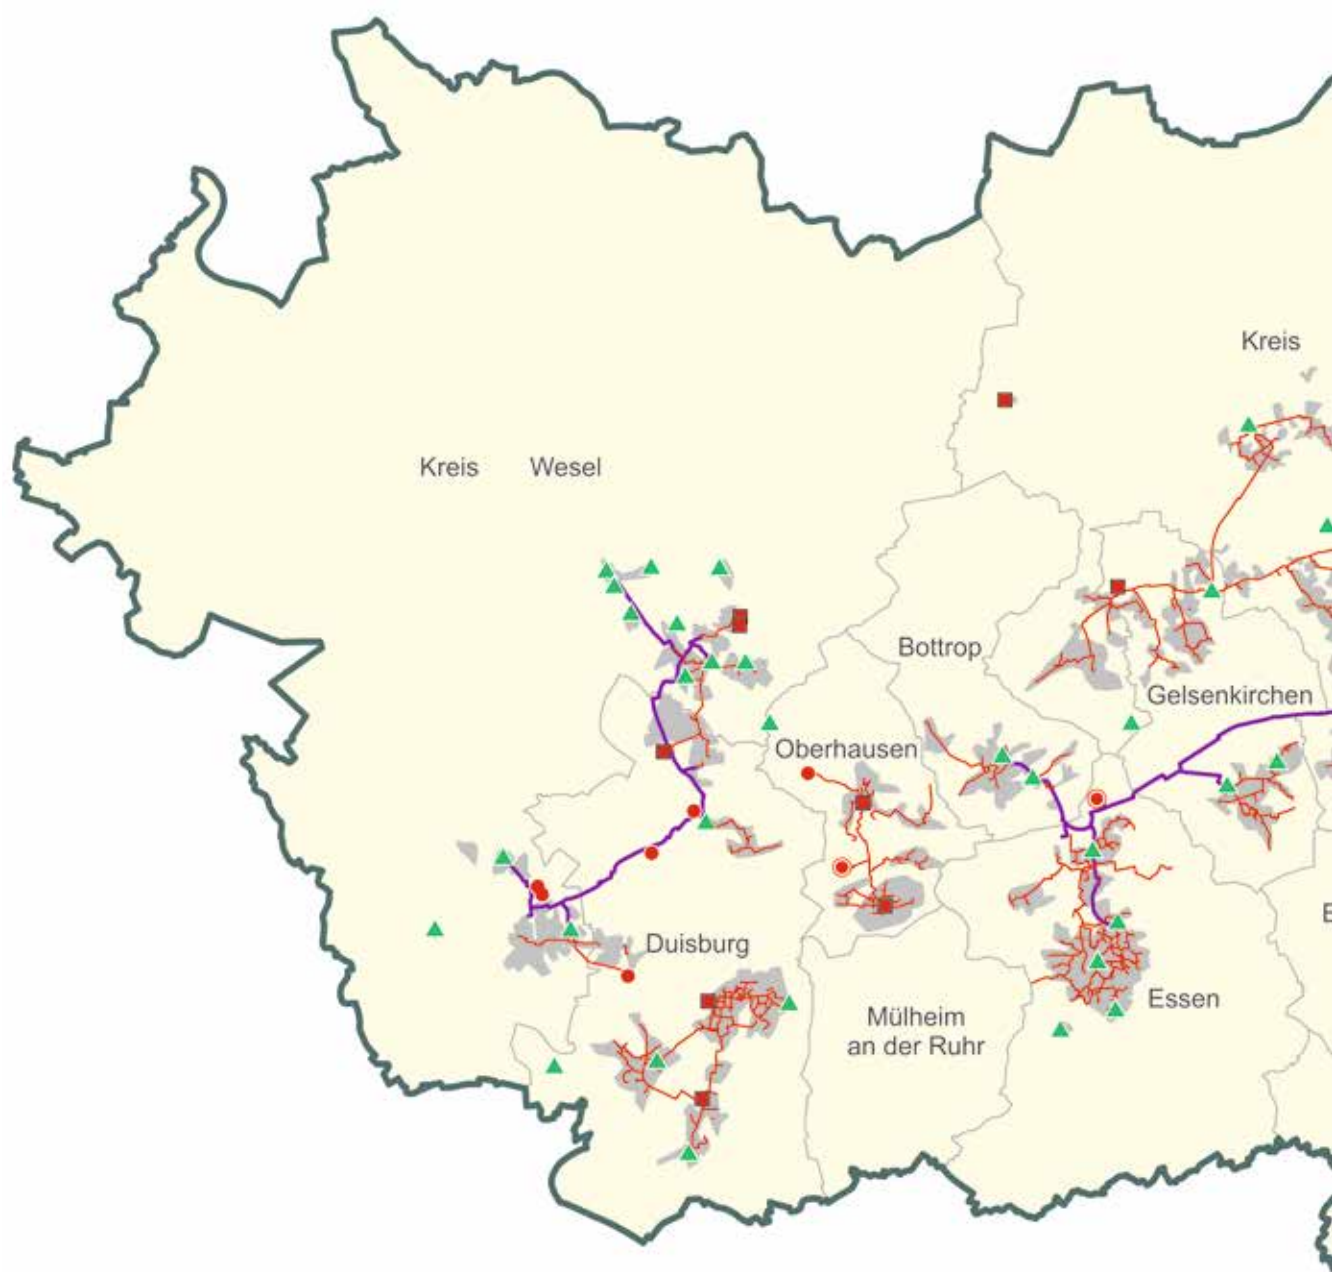 Kreis
Kreis Wesel
Bottrop
Gelsenkirchen
Oberhausen
Duisburg
Essen
Mülheim
an der Ruhr